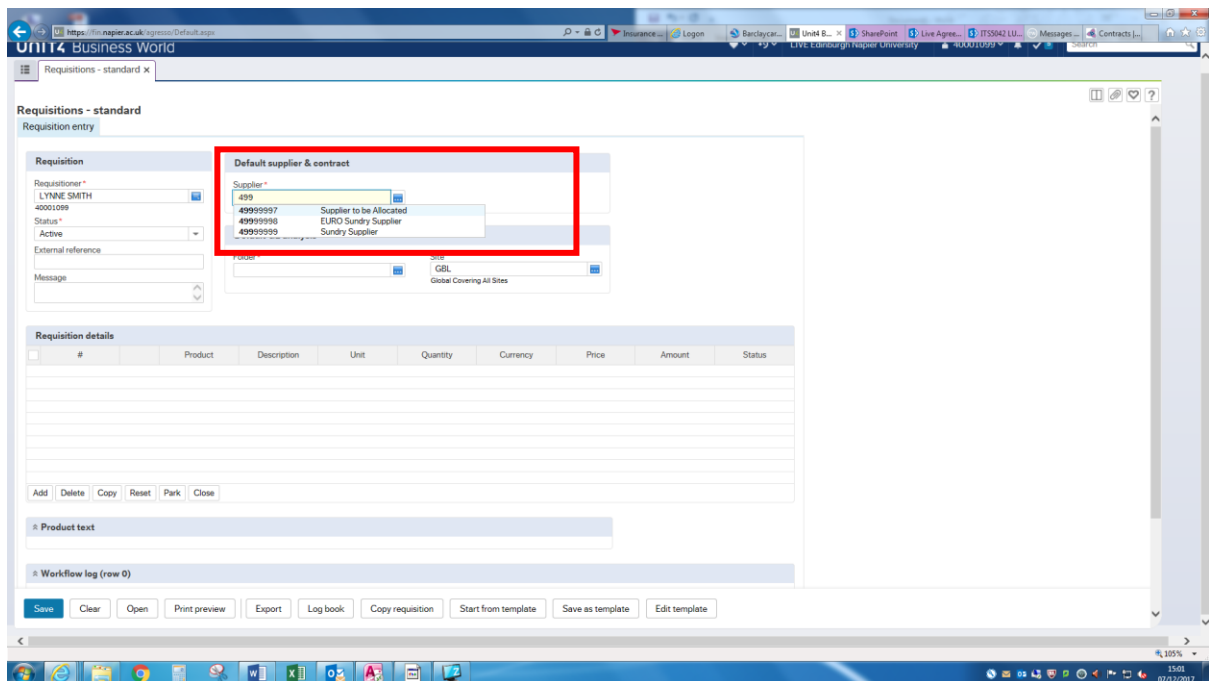 https://fin.napier.ac.uk/agresso/Default.aspx
Insurance ...
Logon
Barclaycar...
Unit4 B...
SharePoint
Live Agree...
ITSS042 LU...
Messages ...
Contracts |...
UNIT4 Business World
LIVE Edinburgh Napier University
40001099
Search
Requisitions - standard ×
Requisitions - standard
Requisition entry
Requisition
Requisitioner*
LYNNE SMITH
40001099
Status*
Active
External reference
Message
Default supplier & contract
Supplier*
499
49999997 Supplier to be Allocated
49999998 EURO Sundry Supplier
49999999 Sundry Supplier
Folder*
Site
GBL
Global Covering All Sites
Requisition details
# Product Description Unit Quantity Currency Price Amount Status
Add Delete Copy Reset Park Close
Product text
Workflow log (row 0)
Save Clear Open Print preview Export Log book Copy requisition Start from template Save as template Edit template
105%
15:01
07/12/2017